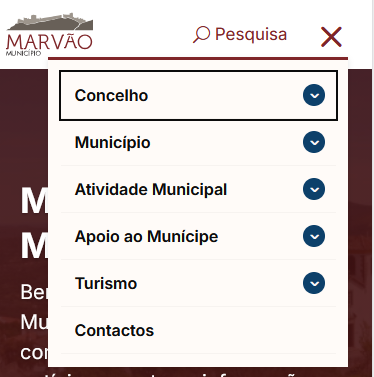 MARVÃO
MUNICÍPIO
Pesquisa
Concelho
Município
Atividade Municipal
Apoio ao Munícipe
Turismo
Contactos